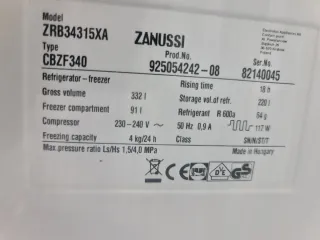 Model
ZRB34315XA
ZANUSSI
Type
CBZF340
Prod.No.
925054242-08
Ser.No.
82140045
Refrigerator - freezer
Rising time 18 h
Gross volume 332 l
Storage vol.of refr. 220 l
Freezer compartment 91 l
Refrigerant R 600a 84 g
Compressor 230-240 V ~ 50 Hz 0,9 A 117 W
Freezing capacity 4 kg/24 h
Class SN/N/ST/T
Max.pressure ratio Ls/Hs 1,5/4,0 MPa
Made in Hungary
CE